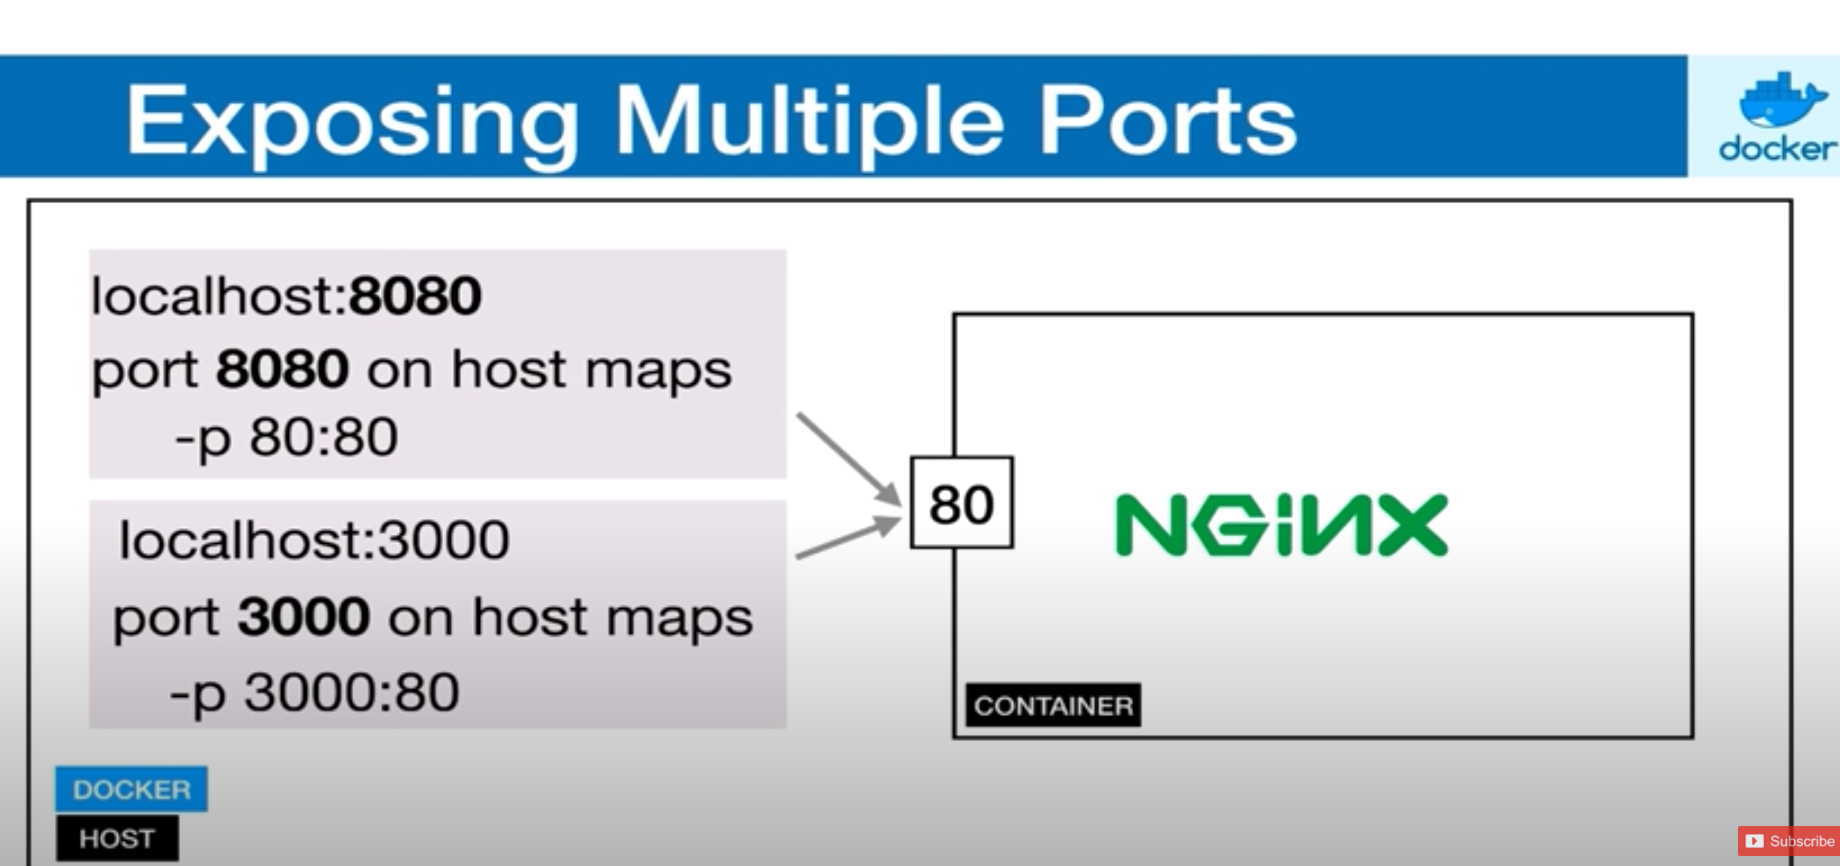 Exposing Multiple Ports
docker
localhost:8080
port 8080 on host maps
-p 80:80
localhost:3000
port 3000 on host maps
-p 3000:80
80
NGiNX
CONTAINER
DOCKER
HOST
Subscribe